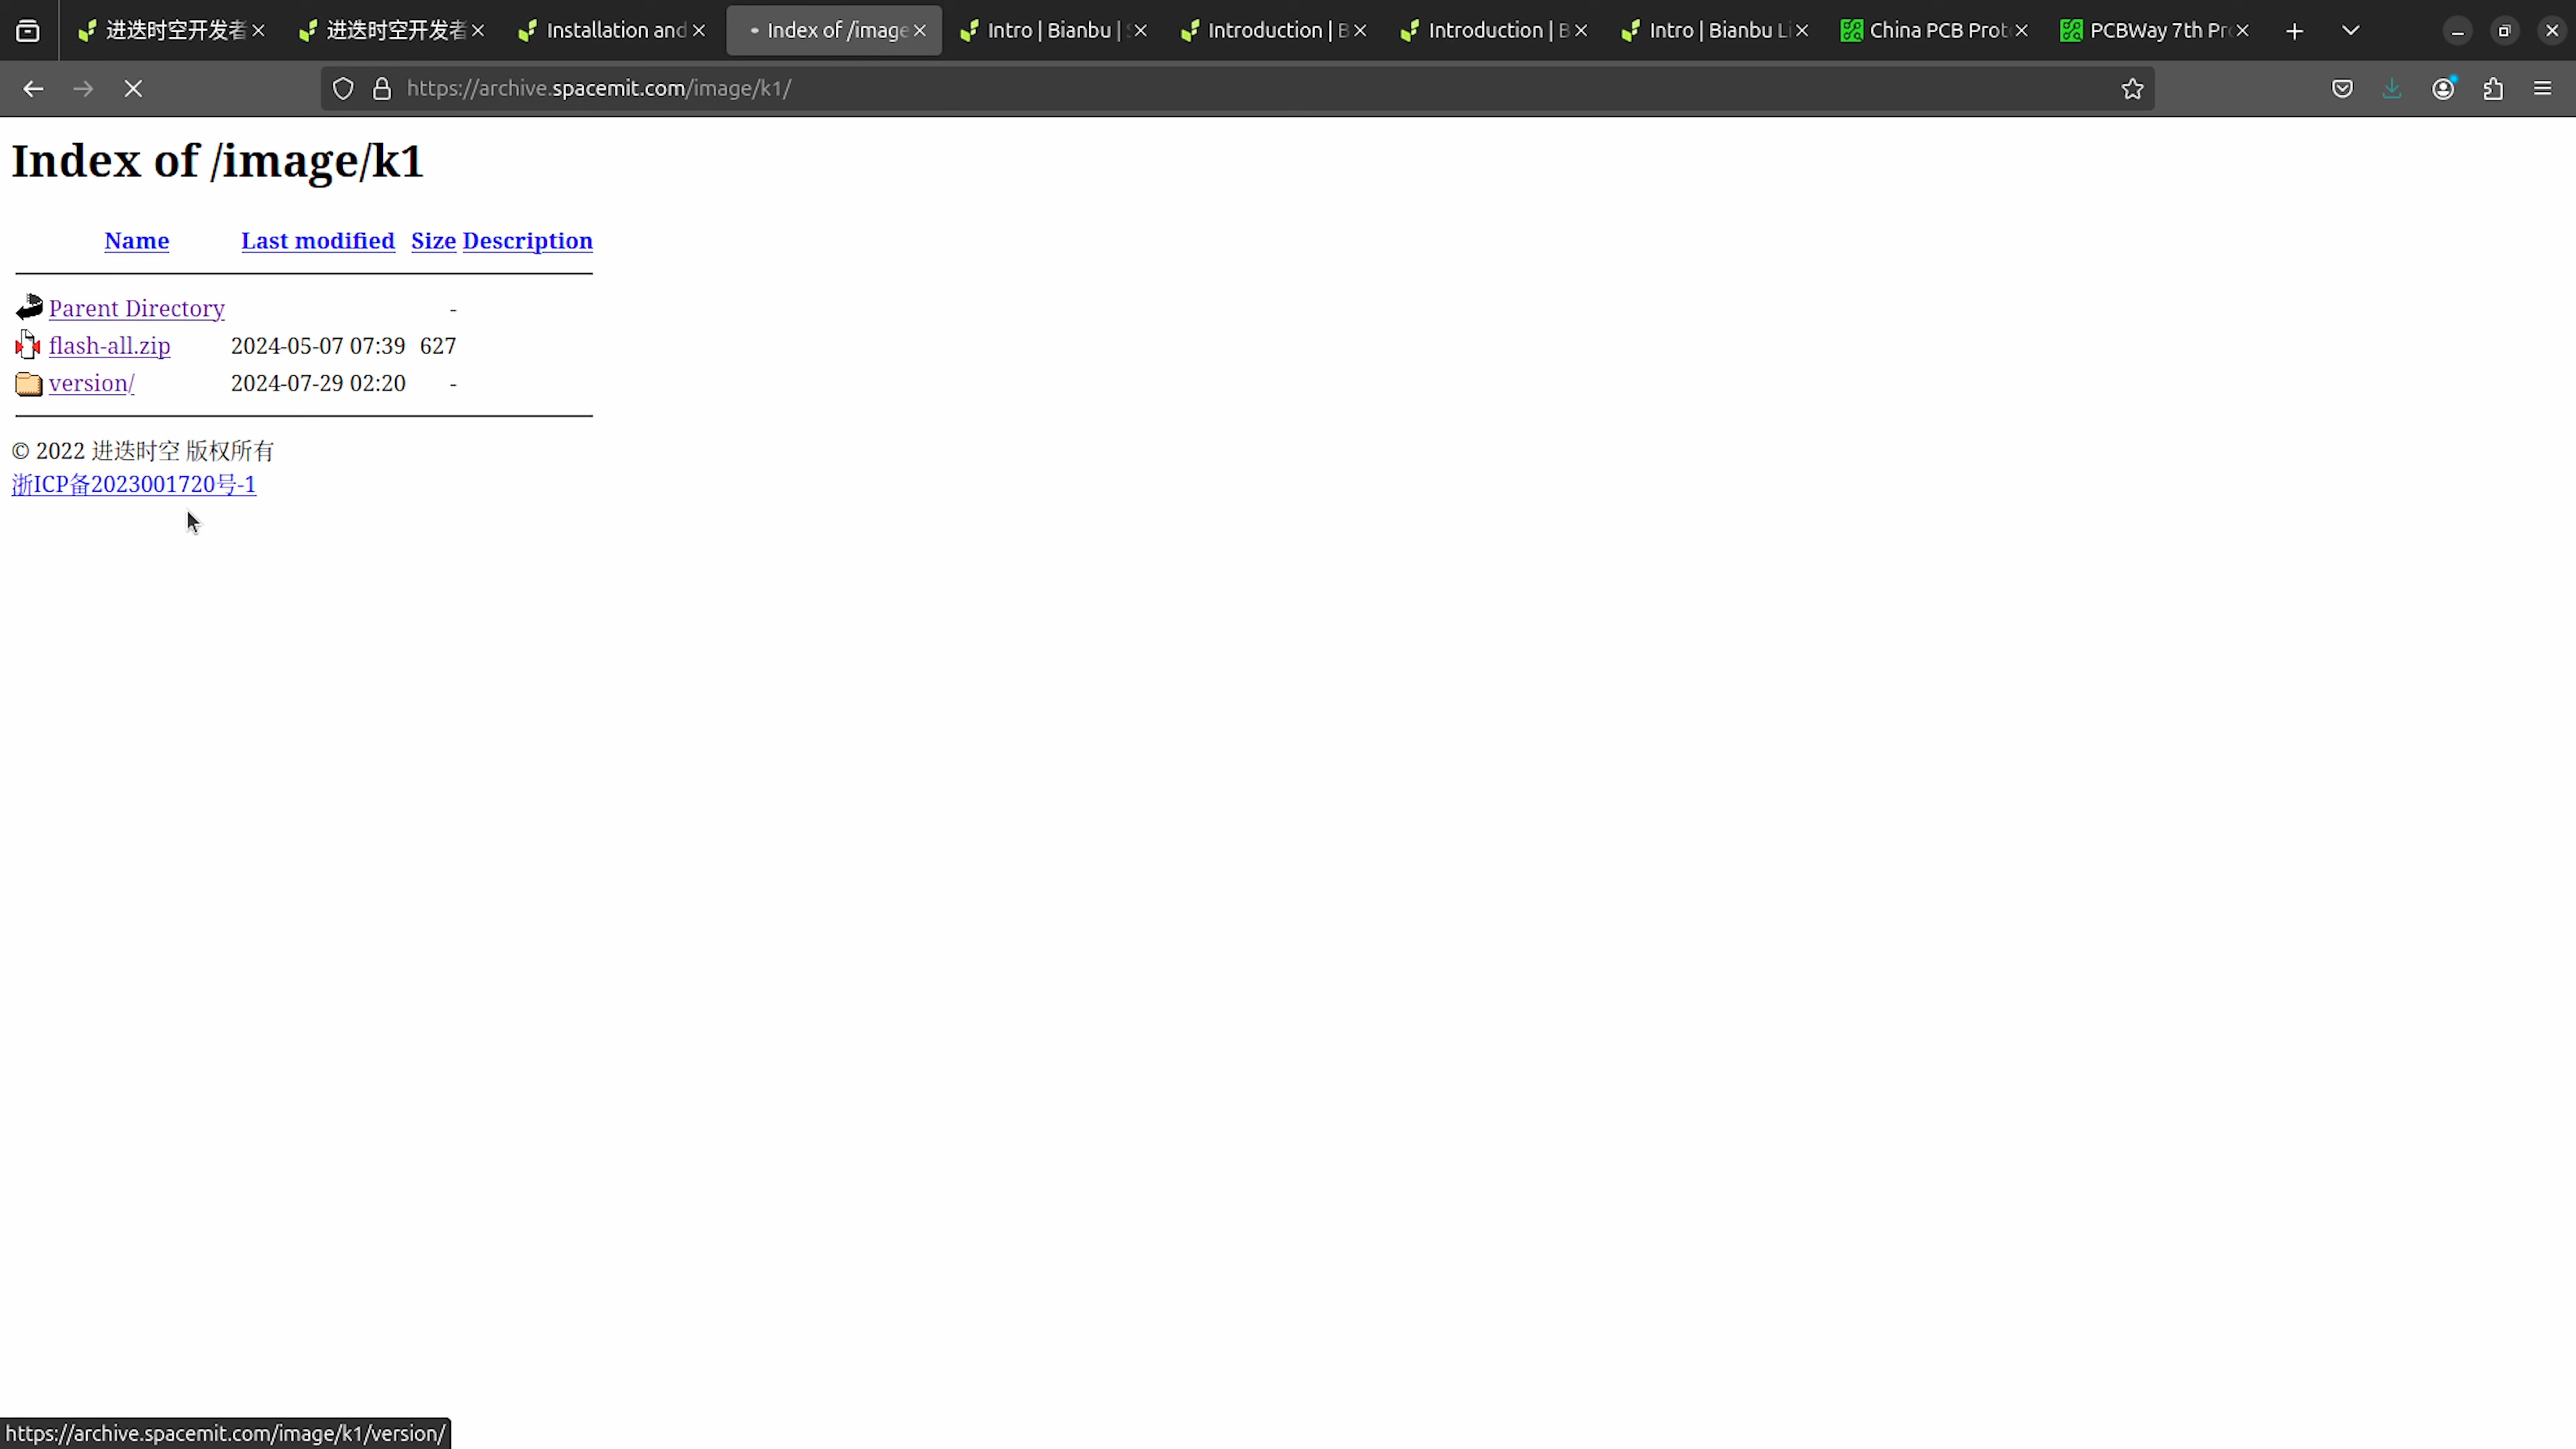 进迭时空开发者
进迭时空开发者
Installation and
Index of /image
Intro | Bianbu |
Introduction | B
Introduction | B
Intro | Bianbu Li
China PCB Prot
PCBWay 7th Pr
https://archive.spacemit.com/image/k1/
Index of /image/k1
Name Last modified Size Description
Parent Directory -
flash-all.zip 2024-05-07 07:39 627
version/ 2024-07-29 02:20 -
© 2022 进迭时空 版权所有
浙ICP备2023001720号-1
https://archive.spacemit.com/image/k1/version/